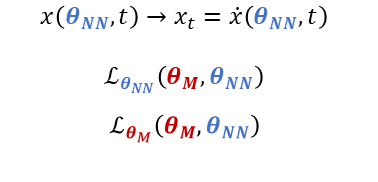 x(θ_NN, t) → x_t = ẋ(θ_NN, t)
ℒ_θ_NN(θ_M, θ_NN)
ℒ_θ_M(θ_M, θ_NN)